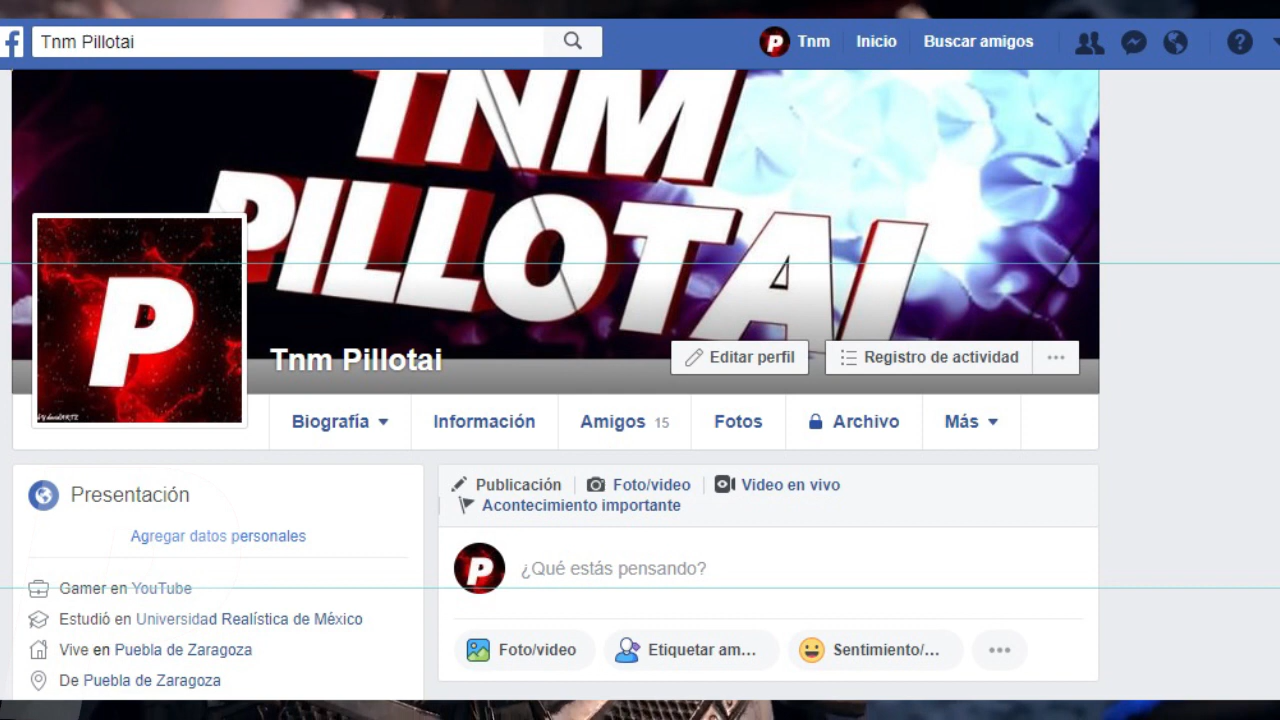 f Tnm Pillotai
P Tnm Inicio Buscar amigos ?
TNM
PILLOTAI
P
Tnm Pillotai
Editar perfil Registro de actividad ...
Biografía Información Amigos 15 Fotos Archivo Más
Presentación
Agregar datos personales
Gamer en YouTube
Estudió en Universidad Realística de México
Vive en Puebla de Zaragoza
De Puebla de Zaragoza
Publicación Foto/video Video en vivo
Acontecimiento importante
P ¿Qué estás pensando?
Foto/video Etiquetar am... Sentimiento/... ...